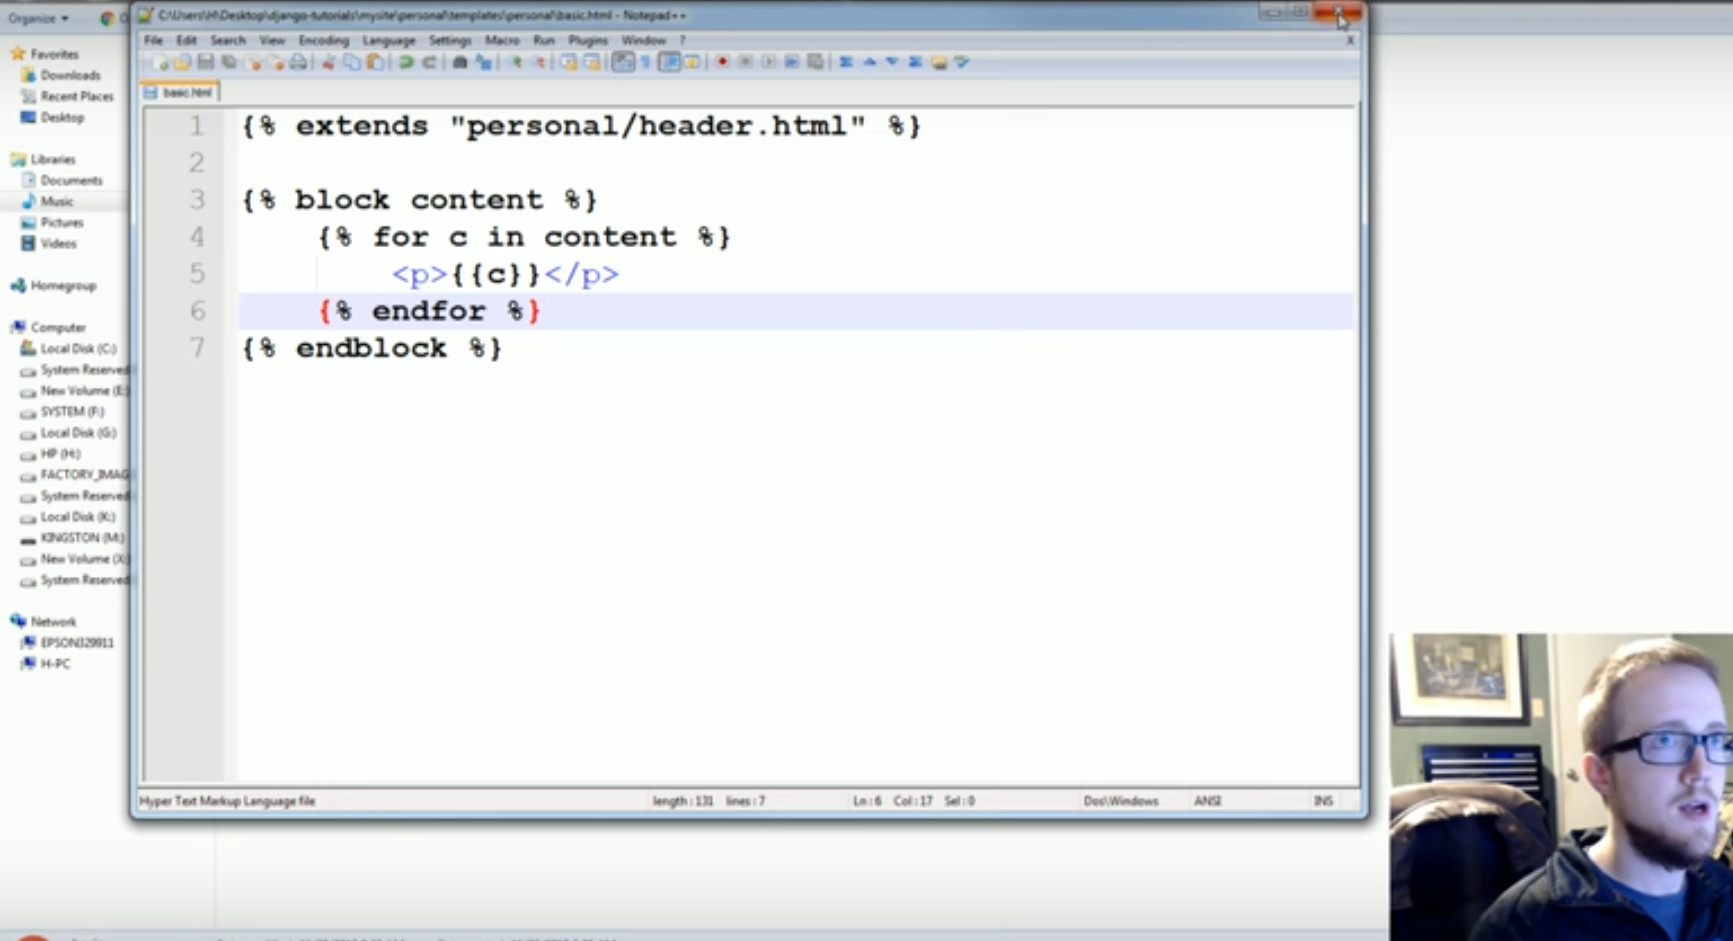 Organize
C:\Users\H\Desktop\django-tutorials\mysite\personal\templates\personal\basic.html - Notepad++
File Edit Search View Encoding Language Settings Macro Run Plugins Window ? X
basic.html
Favorites
Downloads
Recent Places
Desktop
Libraries
Documents
Music
Pictures
Videos
Homegroup
Computer
Local Disk (C:)
System Reserved
New Volume (E:)
SYSTEM (F:)
Local Disk (G:)
HP (H:)
FACTORY_IMAG
System Reserved
Local Disk (K:)
KINGSTON (M:)
New Volume (X:)
System Reserved
Network
EPSON329911
H-PC
1 {% extends "personal/header.html" %}
2
3 {% block content %}
4 {% for c in content %}
5 <p>{{c}}</p>
6 {% endfor %}
7 {% endblock %}
Hyper Text Markup Language file length : 131 lines : 7 Ln : 6 Col : 17 Sel : 0 Dos\Windows ANSI INS